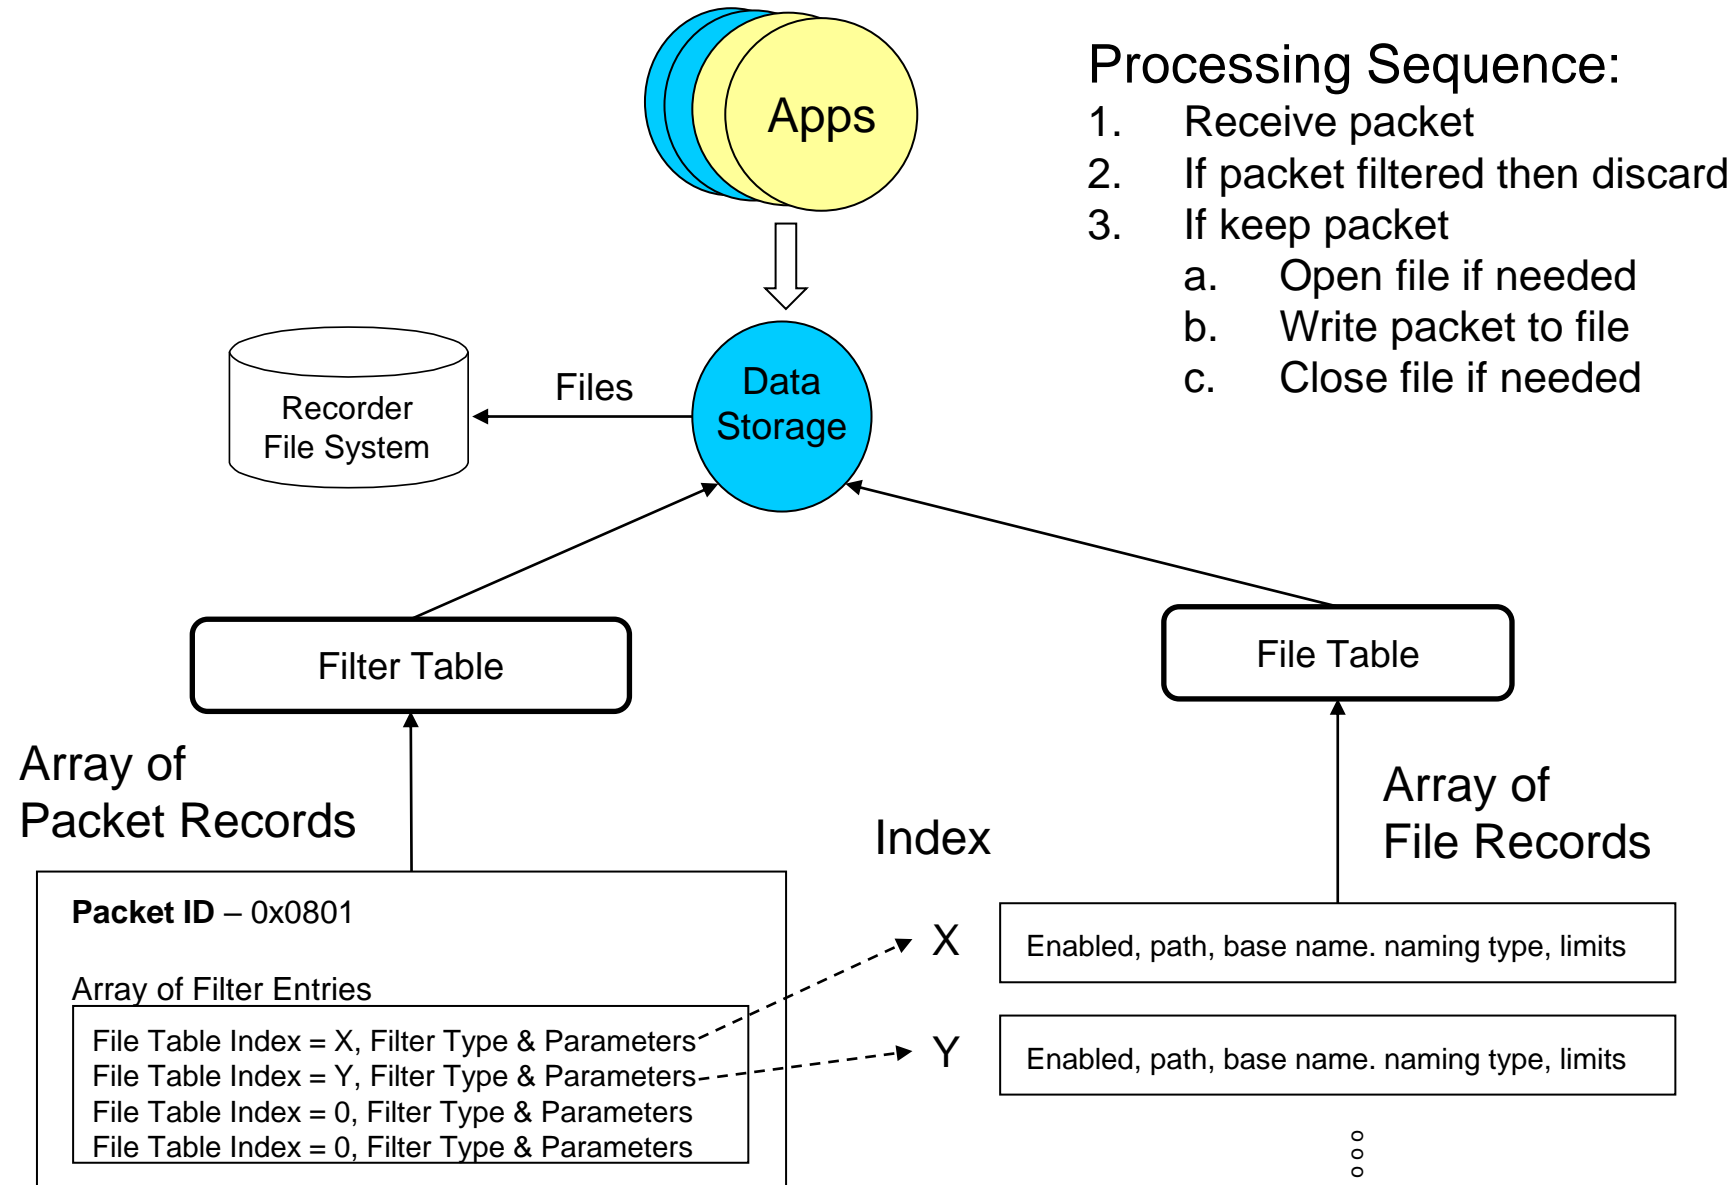 Apps
Processing Sequence:
1. Receive packet
2. If packet filtered then discard
3. If keep packet
a. Open file if needed
b. Write packet to file
c. Close file if needed
Files
Data
Storage
Recorder
File System
Filter Table
File Table
Array of
Packet Records
Array of
File Records
Index
Packet ID – 0x0801
Array of Filter Entries
File Table Index = X, Filter Type & Parameters
File Table Index = Y, Filter Type & Parameters
File Table Index = 0, Filter Type & Parameters
File Table Index = 0, Filter Type & Parameters
X
Enabled, path, base name. naming type, limits
Y
Enabled, path, base name. naming type, limits